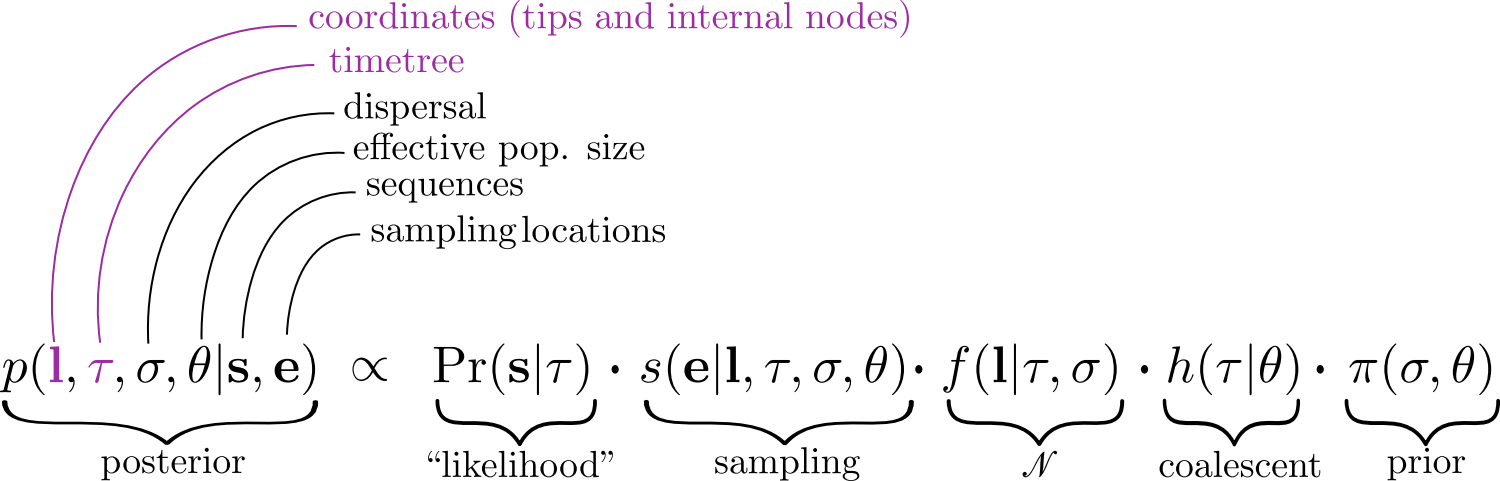 coordinates (tips and internal nodes)
timetree
dispersal
effective pop. size
sequences
sampling locations
p(l, τ, σ, θ|s, e) ∝ Pr(s|τ) · s(e|l, τ, σ, θ) · f(l|τ, σ) · h(τ|θ) · π(σ, θ)
posterior “likelihood” sampling 𝒩 coalescent prior